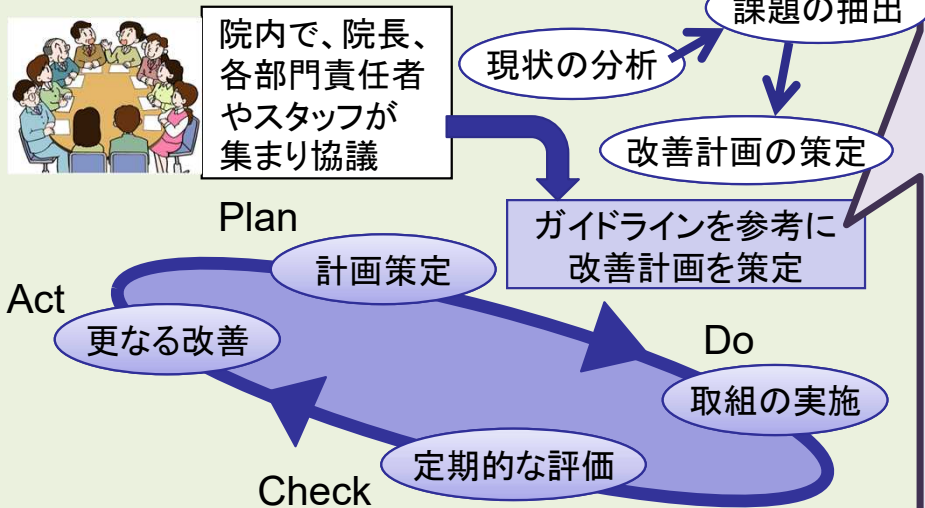 院内で、院長、
各部門責任者
やスタッフが
集まり協議
課題の抽出
現状の分析
改善計画の策定
ガイドラインを参考に
改善計画を策定
Plan
計画策定
Act
更なる改善
Do
取組の実施
定期的な評価
Check